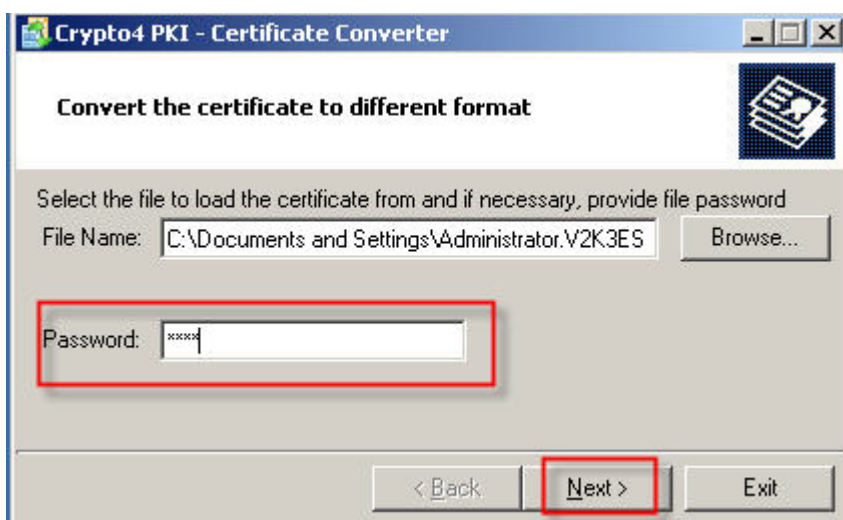 Crypto4 PKI - Certificate Converter
Convert the certificate to different format
Select the file to load the certificate from and if necessary, provide file password
File Name: C:\Documents and Settings\Administrator.V2K3ES Browse...
Password: ****
< Back Next > Exit